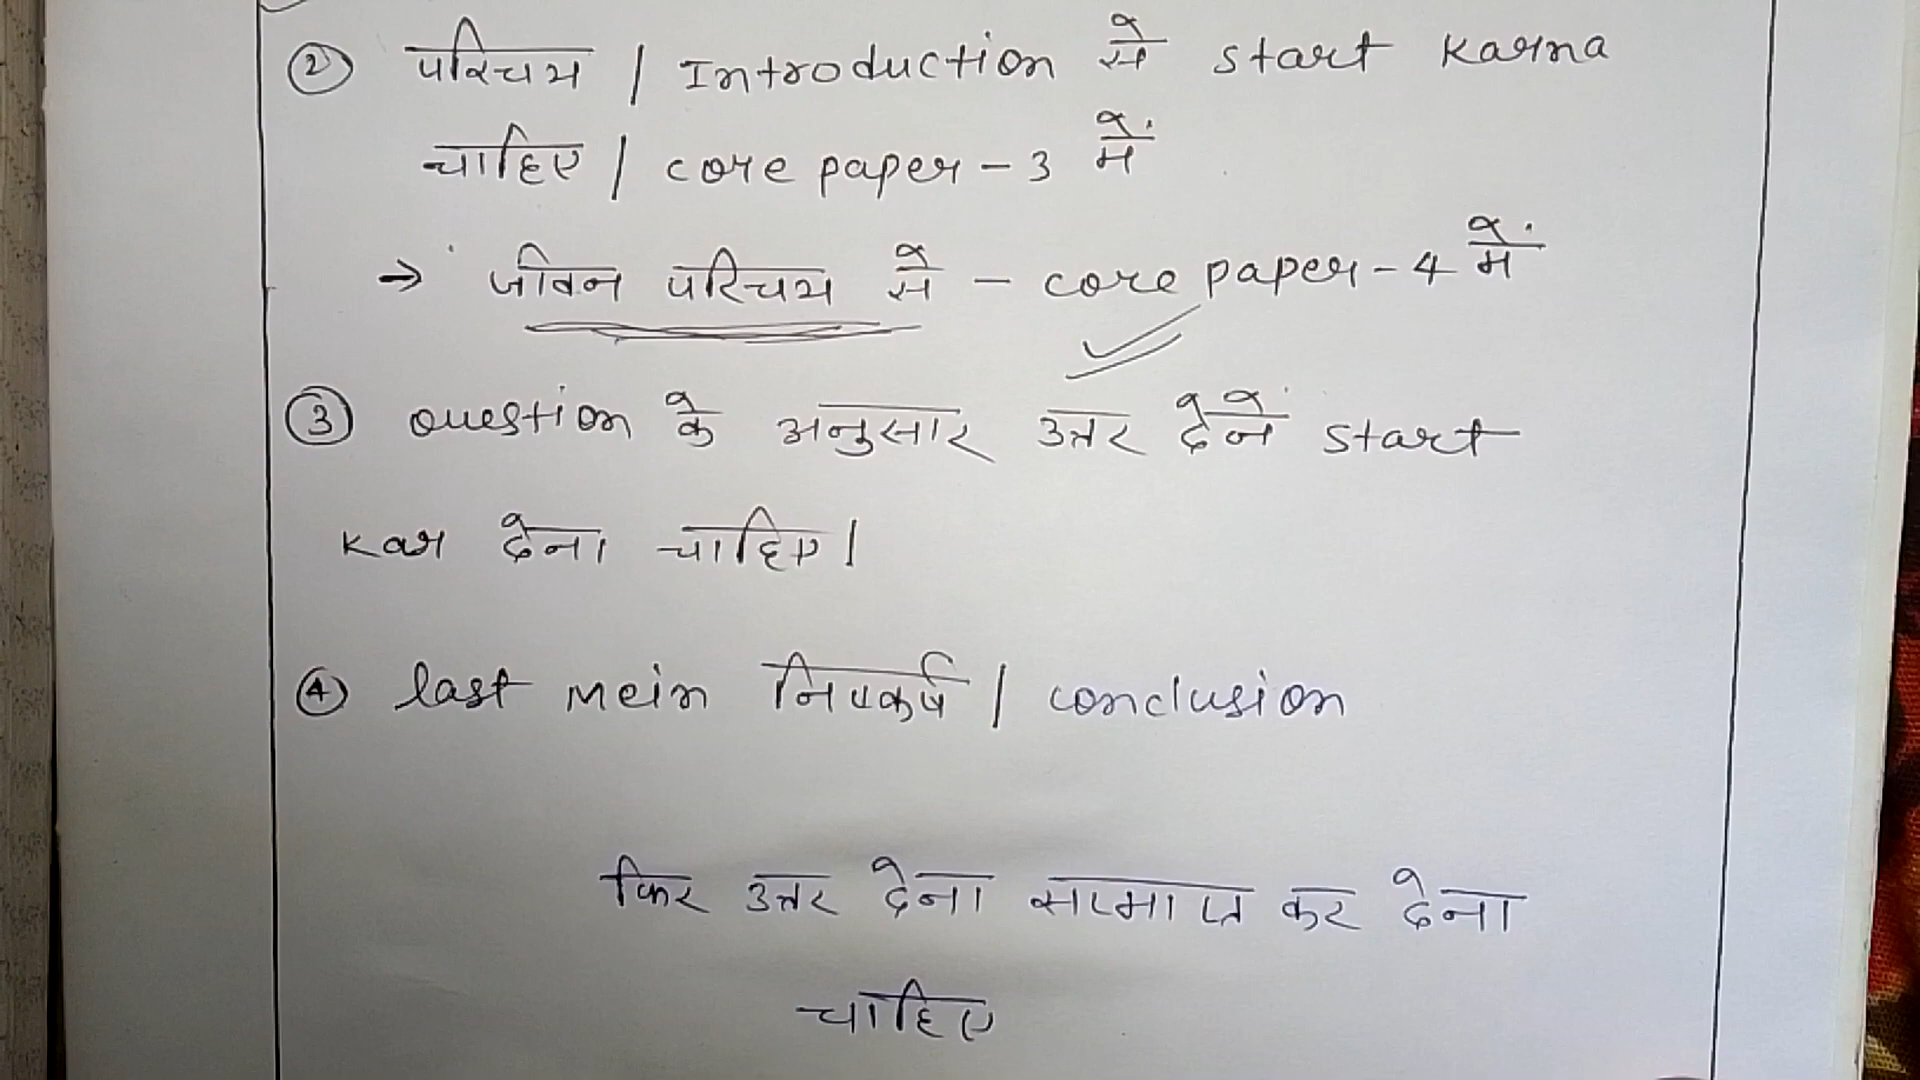 ② परिचय / Introduction से start karna
चाहिए / core paper - 3 में
→ जीवन परिचय से - core paper - 4 में
③ question के अनुसार उत्तर देनें start
kar देना चाहिए।
④ last mein निष्कर्ष / conclusion
फिर उत्तर देना समाप्त कर देना
चाहिए